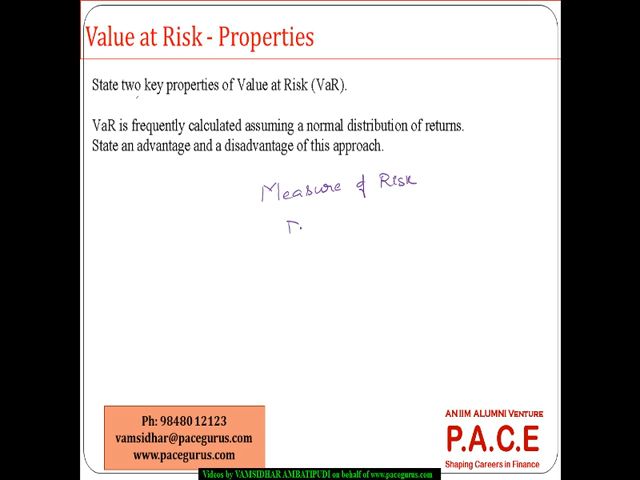 Value at Risk - Properties
State two key properties of Value at Risk (VaR).
VaR is frequently calculated assuming a normal distribution of returns.
State an advantage and a disadvantage of this approach.
Measure of Risk
Ph: 98480 12123
vamsidhar@pacegurus.com
www.pacegurus.com
AN IIM ALUMNI VENTURE
P.A.C.E
Shaping Careers in Finance
Videos by VAMSIDHAR AMBATIPUDI on behalf of www.pacegurus.com